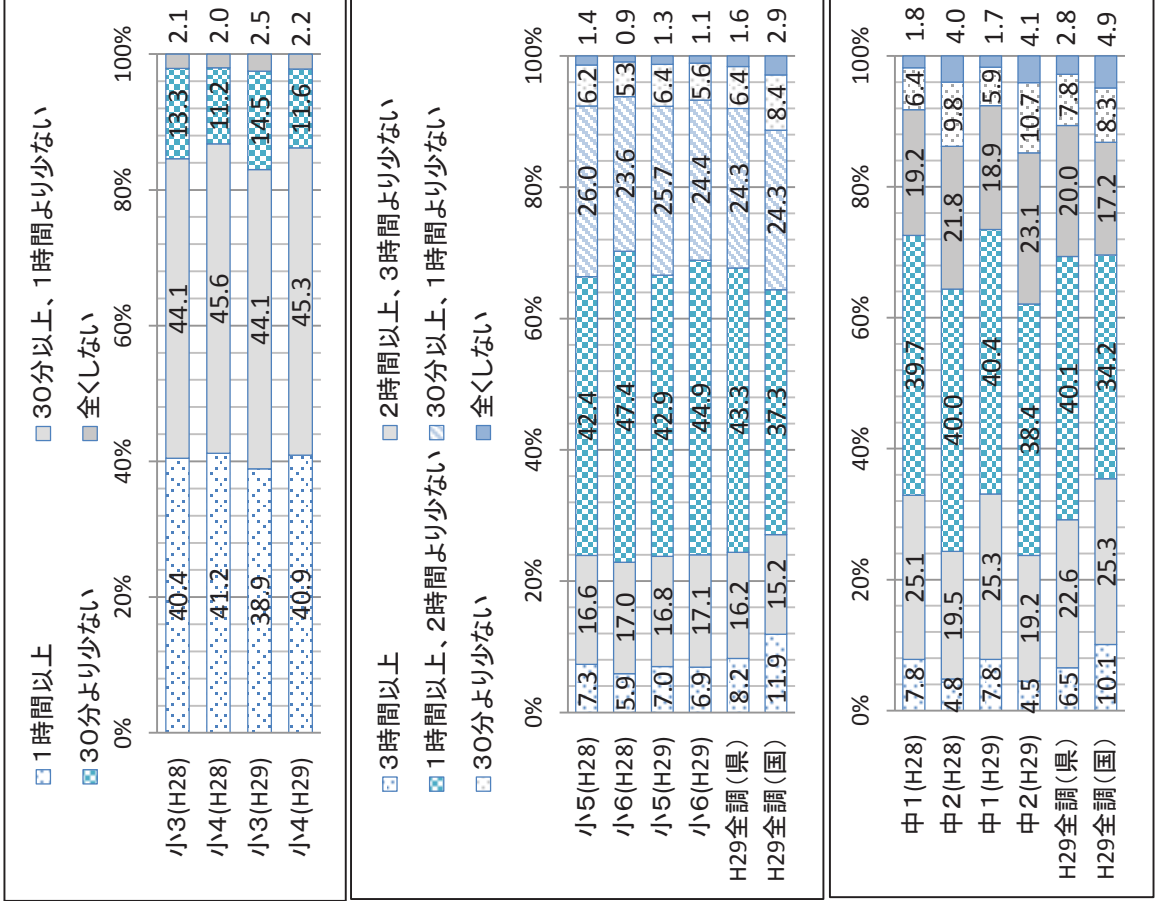 １時間以上
３０分以上、１時間より少ない
３０分より少ない
全くしない
0% 20% 40% 60% 80% 100%
小３(H28) 40.4 44.1 13.3 2.1
小４(H28) 41.2 45.6 11.2 2.0
小３(H29) 38.9 44.1 14.5 2.5
小４(H29) 40.9 45.3 11.6 2.2
３時間以上
２時間以上、３時間より少ない
１時間以上、２時間より少ない
３０分以上、１時間より少ない
３０分より少ない
全くしない
0% 20% 40% 60% 80% 100%
小５(H28) 7.3 16.6 42.4 26.0 6.2 1.4
小６(H28) 5.9 17.0 47.4 23.6 5.3 0.9
小５(H29) 7.0 16.8 42.9 25.7 6.4 1.3
小６(H29) 6.9 17.1 44.9 24.4 5.6 1.1
H29全調（県） 8.2 16.2 43.3 24.3 6.4 1.6
H29全調（国） 11.9 15.2 37.3 24.3 8.4 2.9
0% 20% 40% 60% 80% 100%
中１(H28) 7.8 25.1 39.7 19.2 6.4 1.8
中２(H28) 4.8 19.5 40.0 21.8 9.8 4.0
中１(H29) 7.8 25.3 40.4 18.9 5.9 1.7
中２(H29) 4.5 19.2 38.4 23.1 10.7 4.1
H29全調（県） 6.5 22.6 40.1 20.0 7.8 2.8
H29全調（国） 10.1 25.3 34.2 17.2 8.3 4.9